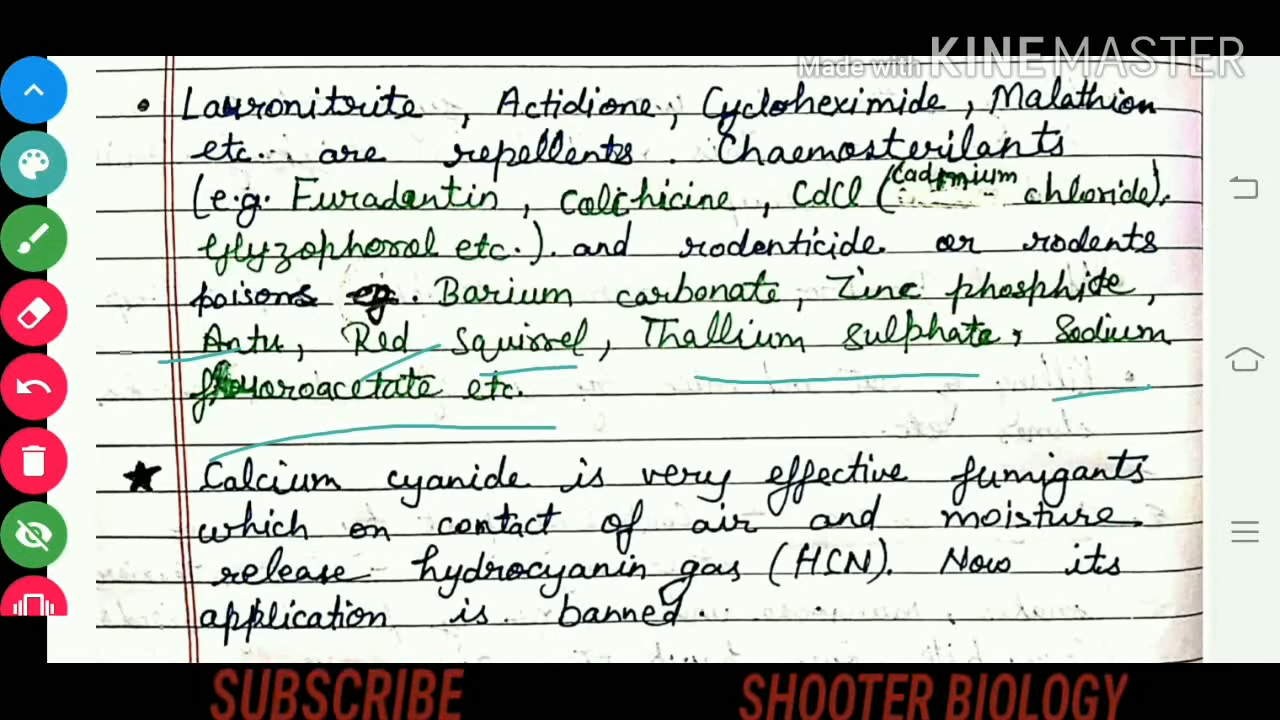 Made with KINEMASTER
• Lauronitrite, Actidione, Cycloheximide, Malathion
etc. are repellents. Chaemosterilants
(e.g. Furadantin, Colchicine, CdCl (Cadmium chloride).
Glyzophorol etc.). and rodenticide or rodents
poisons eg. Barium carbonate, Zinc phosphide,
Antu, Red squirrel, Thallium sulphate, Sodium
fluoroacetate etc.
★ Calcium cyanide is very effective fumigants
which on contact of air and moisture.
release hydrocyanin gas (HCN). Now its
application is banned.
SUBSCRIBE SHOOTER BIOLOGY